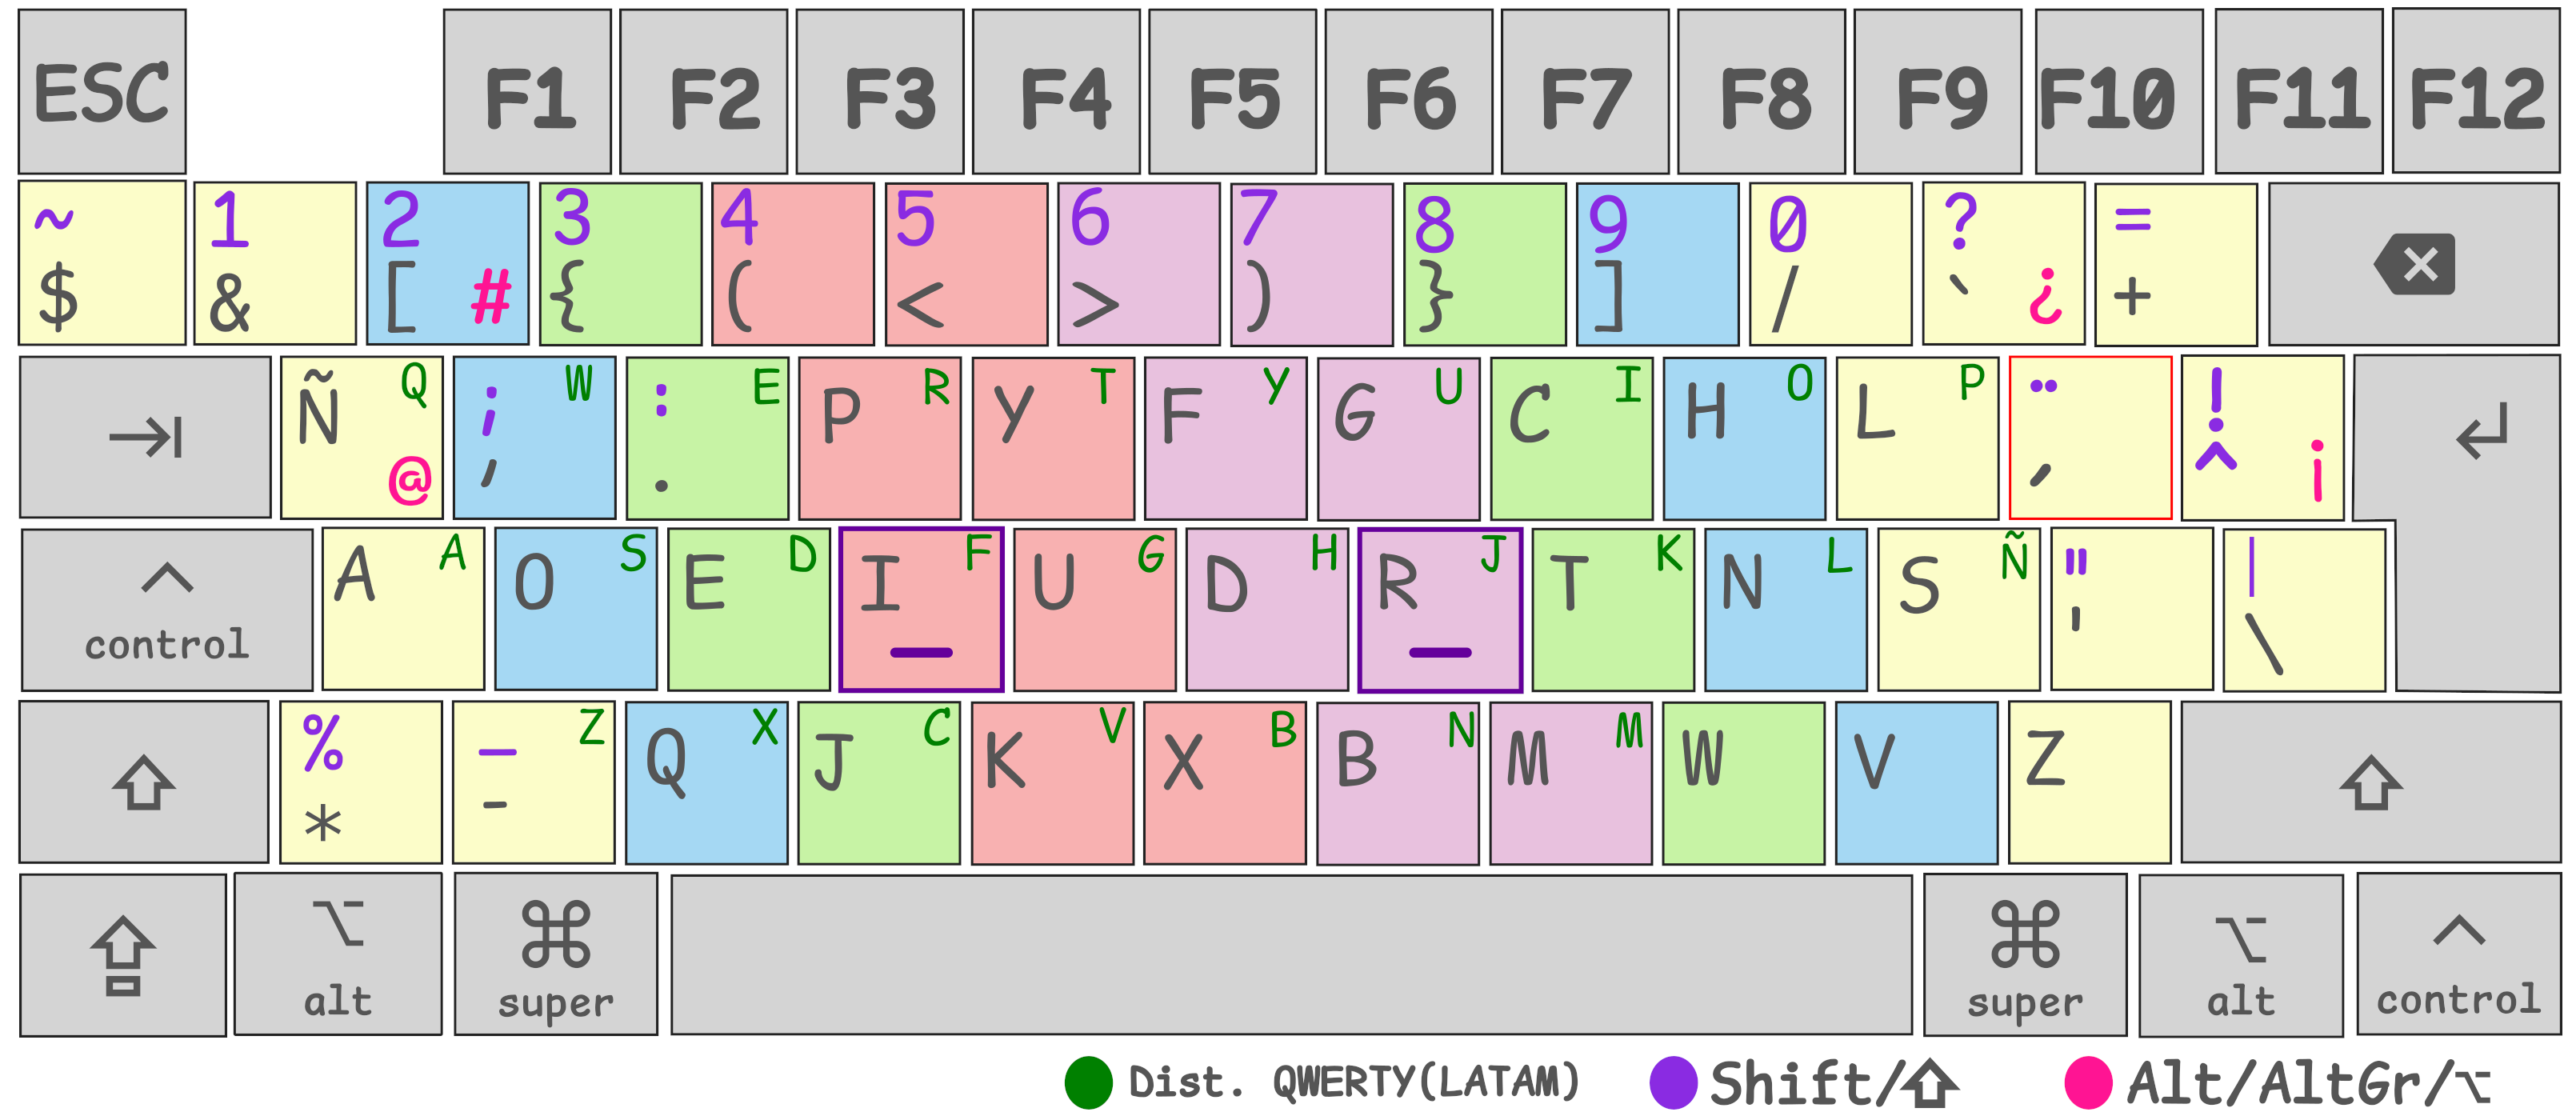 ESC F1 F2 F3 F4 F5 F6 F7 F8 F9 F10 F11 F12
~ 1 2 3 4 5 6 7 8 9 0 ? =
$ & [ # { ( < > ) } ] / ` ¿ +
Ñ Q ; W : E P R Y T F Y G U C I H O L P ¨ !
@ , . ´ ^ ¡
A A O S E D I F U G D H R J T K N L S Ñ " |
control _ _ ' \
% _ Z Q X J C K V X B B N M M W V Z
* -
alt super super alt control
Dist. QWERTY(LATAM) Shift/⇧ Alt/AltGr/⌥